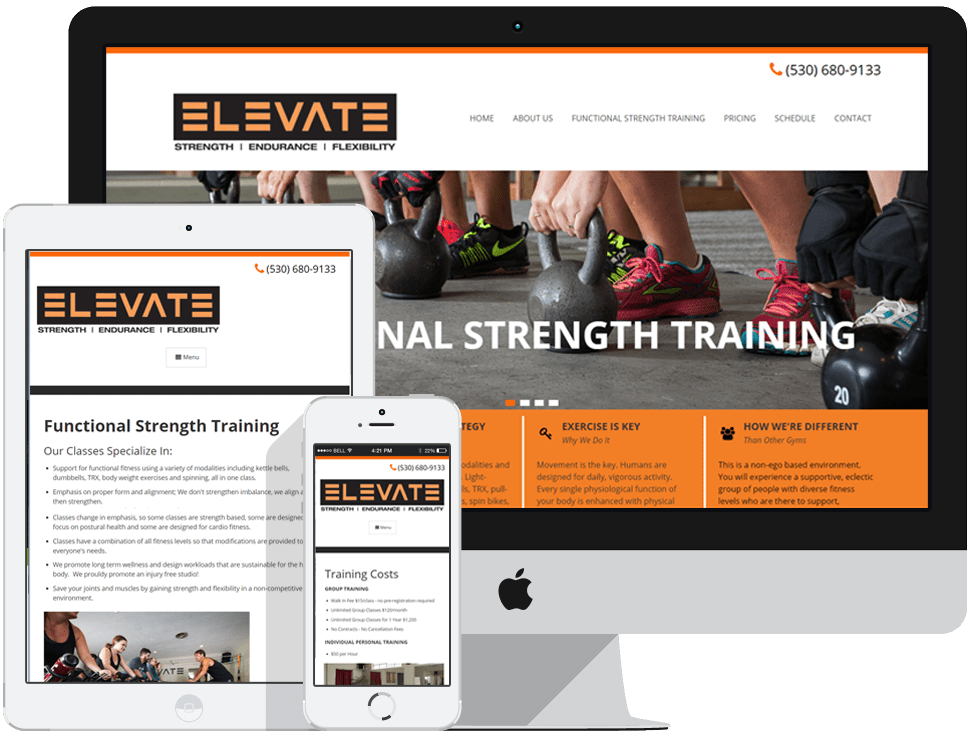 (530) 680-9133
ELEVATE
STRENGTH | ENDURANCE | FLEXIBILITY
HOME ABOUT US FUNCTIONAL STRENGTH TRAINING PRICING SCHEDULE CONTACT
NAL STRENGTH TRAINING
20
TEGY
EXERCISE IS KEY
Why We Do it
Movement is the key. Humans are
designed for daily, vigorous activity.
Every single physiological function of
your body is enhanced with physical
HOW WE'RE DIFFERENT
Than Other Gyms
This is a non-ego based environment.
You will experience a supportive, eclectic
group of people with diverse fitness
levels who are there to support,
odalities and
Light-
ls, TRX, pull-
s, spin bikes,
(530) 680-9133
ELEVATE
STRENGTH | ENDURANCE | FLEXIBILITY
Menu
Functional Strength Training
Our Classes Specialize In:
Support for functional fitness using a variety of modalities including kettle bells,
dumbbells, TRX, body weight exercises and spinning, all in one class.
Emphasis on proper form and alignment; We don't strengthen imbalance, we align a
then strengthen.
Classes change in emphasis, so some classes are strength based, some are designed
focus on postural health and some are designed for cardio fitness.
Classes have a combination of all fitness levels so that modifications are provided to
everyone's needs.
We promote long term wellness and design workouts that are sustainable for the h
body. We prouldy promote an injury free studio!
Save your joints and muscles by gaining strength and flexibility in a non-competitive
environment.
VATE
BELL 4:21 PM 22%
(530) 680-9133
ELEVATE
STRENGTH | ENDURANCE | FLEXIBILITY
Menu
Training Costs
GROUP TRAINING
Walk in Fee $15/class - no pre-registration required
Unlimited Group Classes $120/month
Unlimited Group Classes for 1 Year $1,200
No Contracts - No Cancellation Fees
INDIVIDUAL PERSONAL TRAINING
$50 per Hour